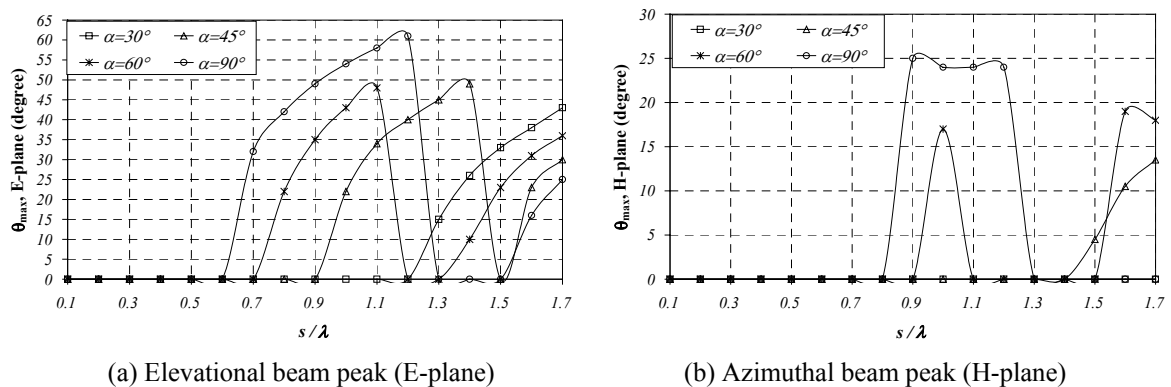 65
60
55
50
45
40
35
30
25
20
15
10
5
0
θmax, E-plane (degree)
α=30° α=45°
α=60° α=90°
0.1 0.3 0.5 0.7 0.9 1.1 1.3 1.5 1.7
s / λ
(a) Elevational beam peak (E-plane)
30
25
20
15
10
5
0
θmax, H-plane (degree)
α=30° α=45°
α=60° α=90°
0.1 0.3 0.5 0.7 0.9 1.1 1.3 1.5 1.7
s / λ
(b) Azimuthal beam peak (H-plane)